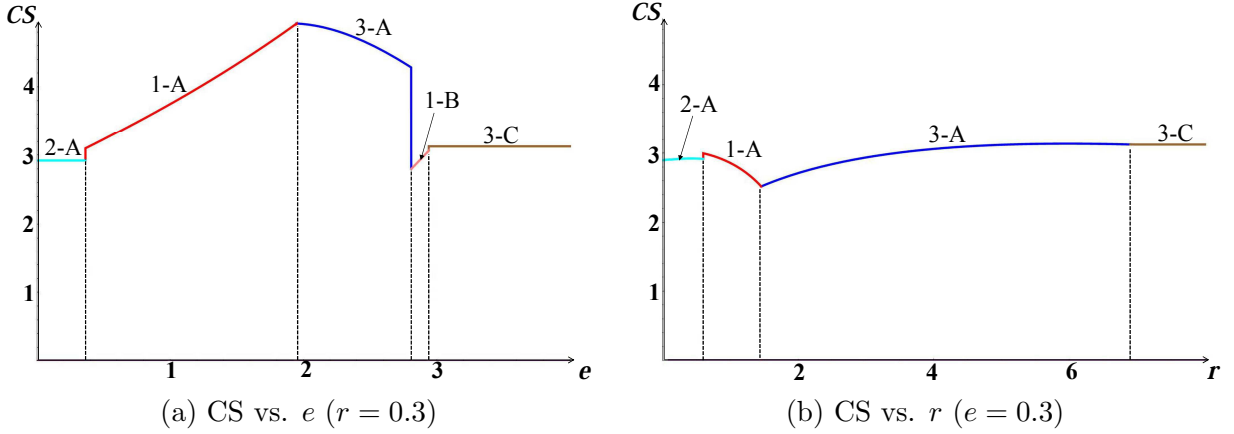 CS
3-A
4
1-A
1-B
2-A
3-C
3
2
1
1
2
3
e
(a) CS vs. e (r = 0.3)
CS
4
2-A
3-A
3-C
3
1-A
2
1
2
4
6
r
(b) CS vs. r (e = 0.3)